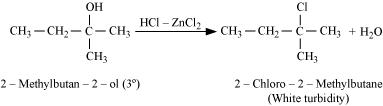 OH
CH₃ – CH₂ – C – CH₃
CH₃
HCl – ZnCl₂
Cl
CH₃ – CH₂ – C – CH₃ + H₂O
CH₃
2 – Methylbutan – 2 – ol (3°)
2 – Chloro – 2 – Methylbutane
(White turbidity)